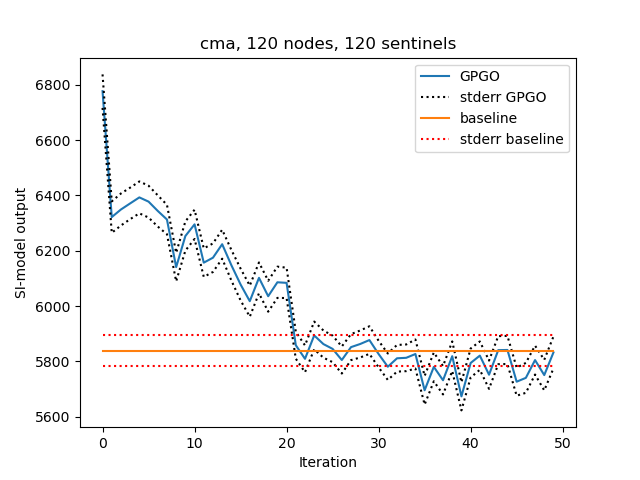 cma, 120 nodes, 120 sentinels
GPGO
stderr GPGO
baseline
stderr baseline
SI-model output
6800
6600
6400
6200
6000
5800
5600
0 10 20 30 40 50
Iteration